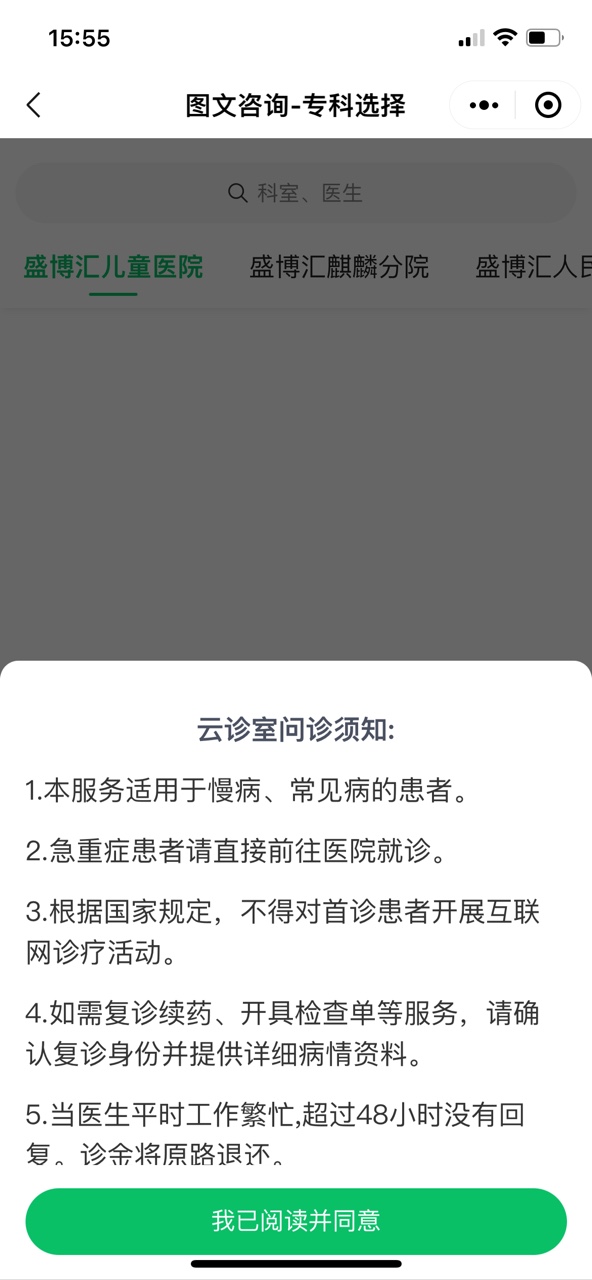 15:55
图文咨询-专科选择
科室、医生
盛博汇儿童医院 盛博汇麒麟分院 盛博汇人民
云诊室问诊须知:
1.本服务适用于慢病、常见病的患者。
2.急重症患者请直接前往医院就诊。
3.根据国家规定，不得对首诊患者开展互联
网诊疗活动。
4.如需复诊续药、开具检查单等服务，请确
认复诊身份并提供详细病情资料。
5.当医生平时工作繁忙,超过48小时没有回
复。诊金将原路退还。
我已阅读并同意